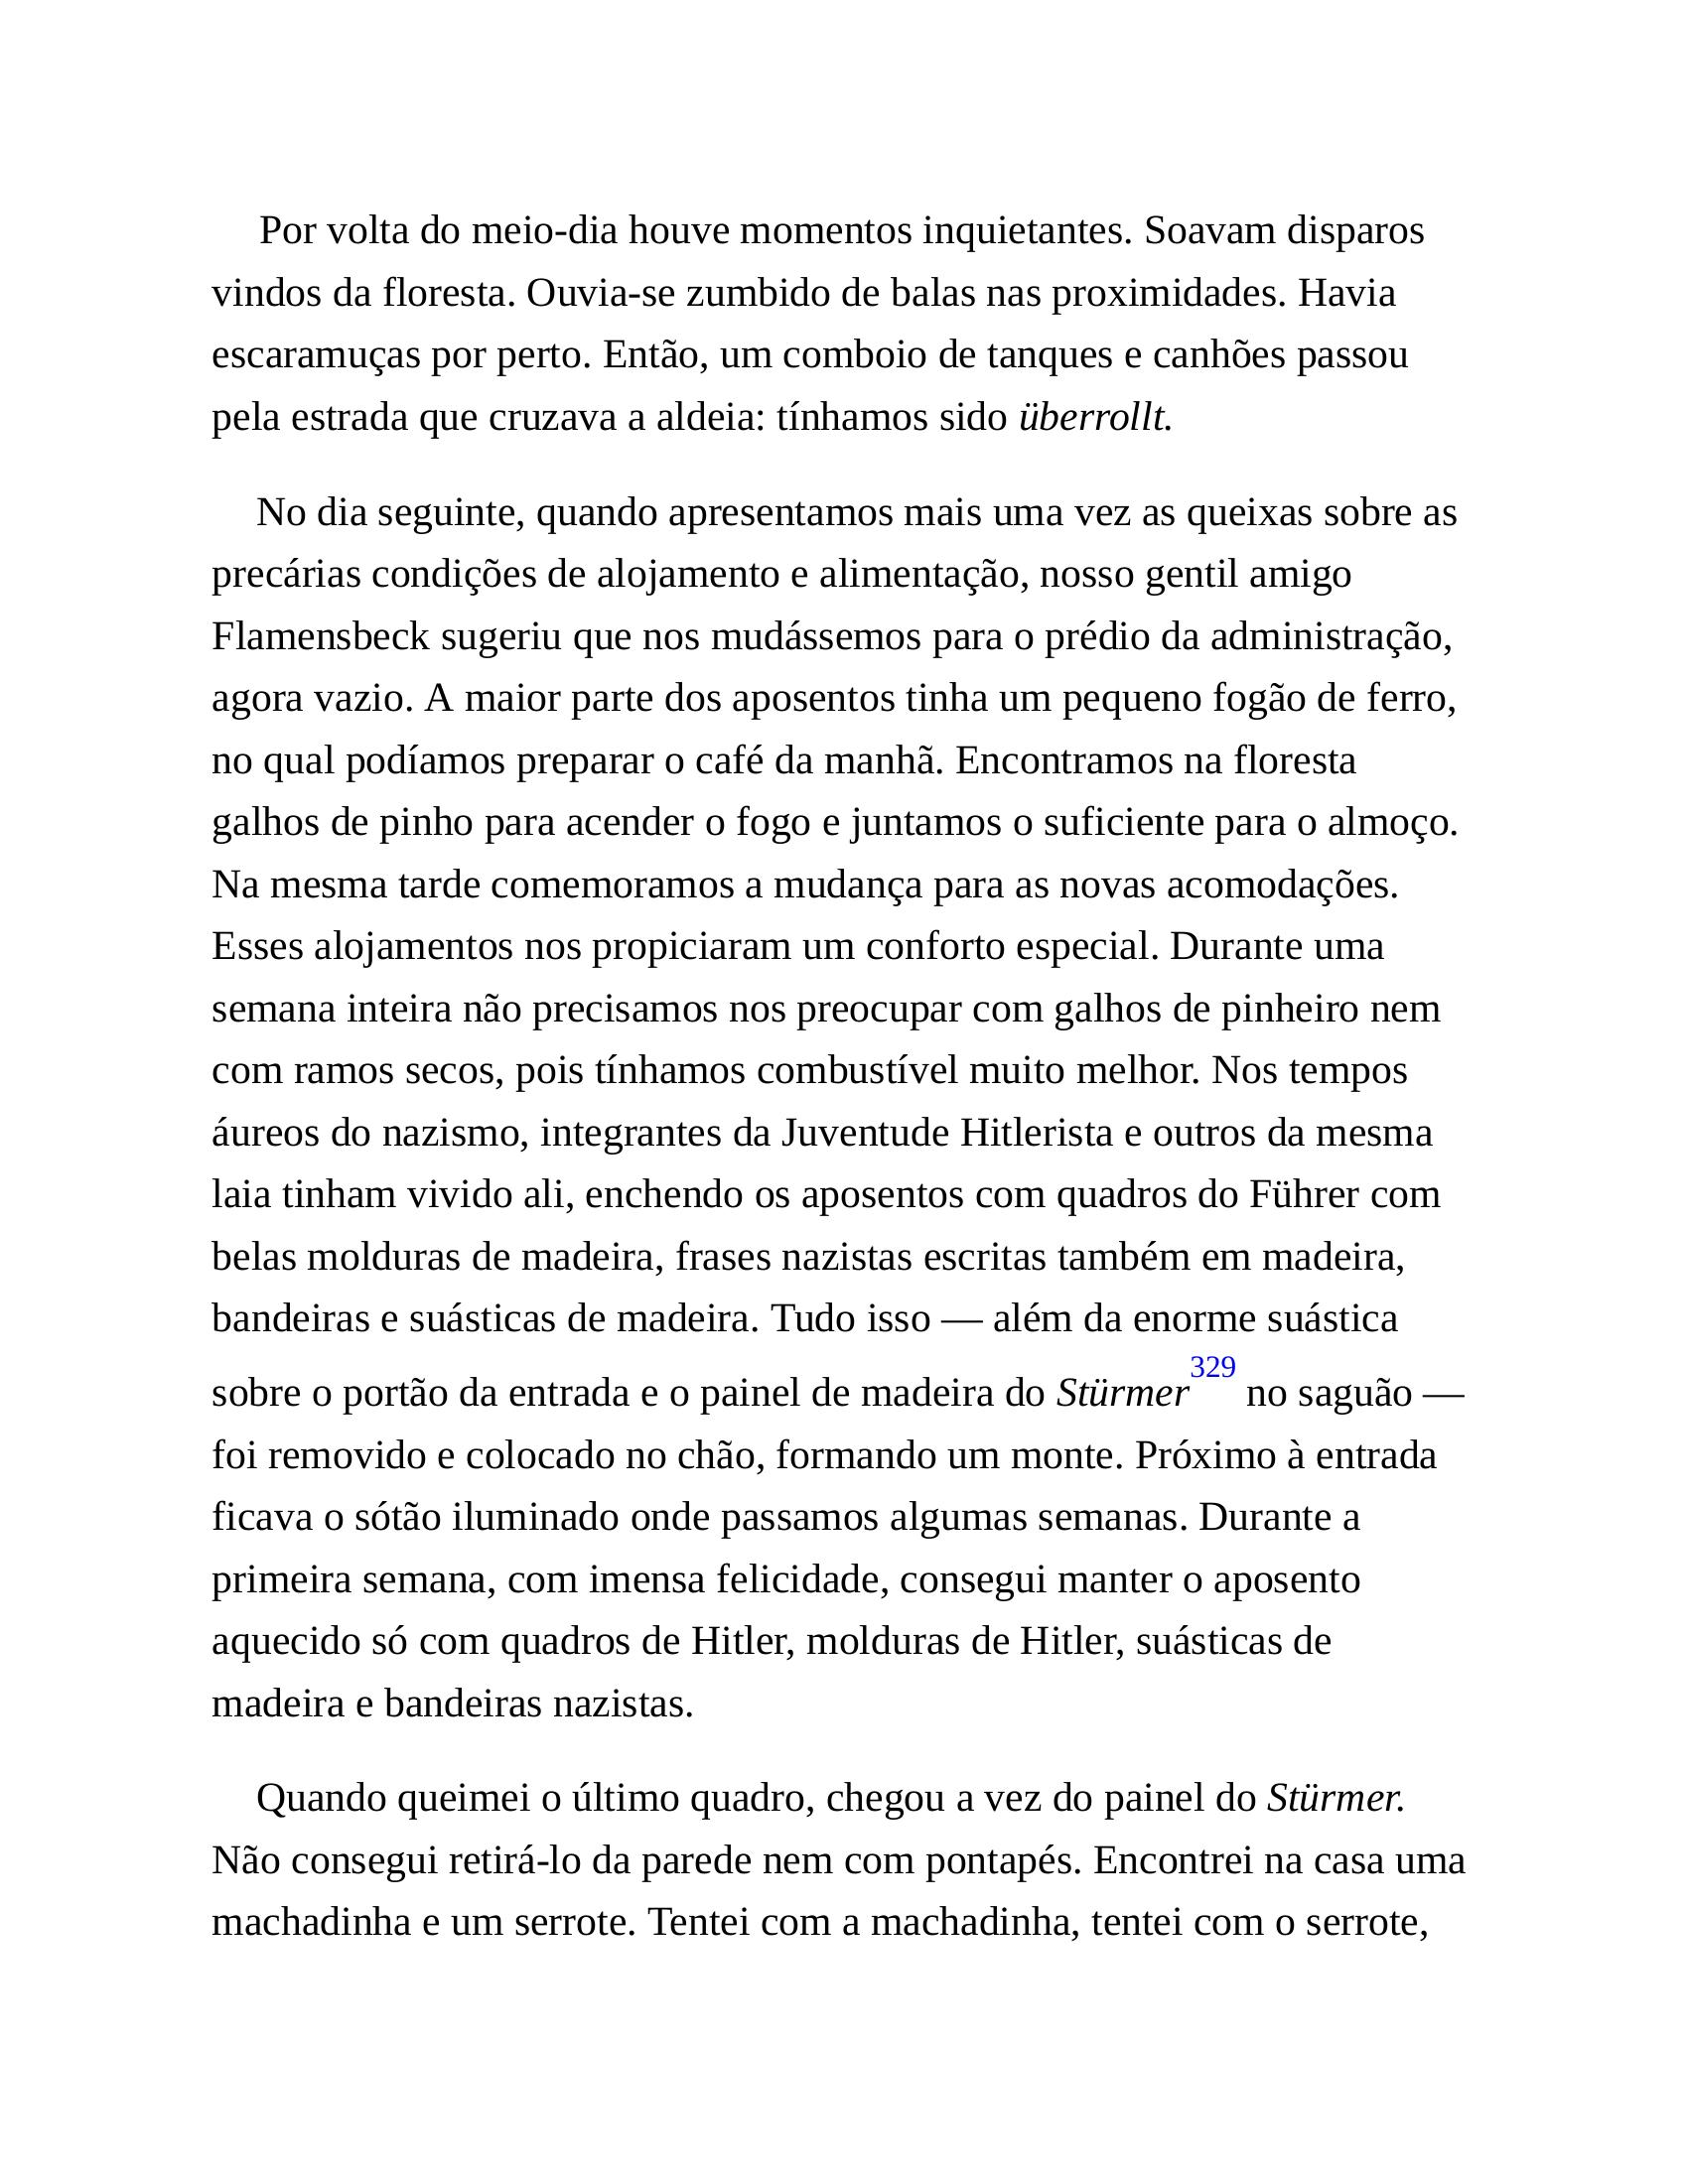 Por volta do meio-dia houve momentos inquietantes. Soavam disparos
vindos da floresta. Ouvia-se zumbido de balas nas proximidades. Havia
escaramuças por perto. Então, um comboio de tanques e canhões passou
pela estrada que cruzava a aldeia: tínhamos sido überrollt.
No dia seguinte, quando apresentamos mais uma vez as queixas sobre as
precárias condições de alojamento e alimentação, nosso gentil amigo
Flamensbeck sugeriu que nos mudássemos para o prédio da administração,
agora vazio. A maior parte dos aposentos tinha um pequeno fogão de ferro,
no qual podíamos preparar o café da manhã. Encontramos na floresta
galhos de pinho para acender o fogo e juntamos o suficiente para o almoço.
Na mesma tarde comemoramos a mudança para as novas acomodações.
Esses alojamentos nos propiciaram um conforto especial. Durante uma
semana inteira não precisamos nos preocupar com galhos de pinheiro nem
com ramos secos, pois tínhamos combustível muito melhor. Nos tempos
áureos do nazismo, integrantes da Juventude Hitlerista e outros da mesma
laia tinham vivido ali, enchendo os aposentos com quadros do Führer com
belas molduras de madeira, frases nazistas escritas também em madeira,
bandeiras e suásticas de madeira. Tudo isso — além da enorme suástica
sobre o portão da entrada e o painel de madeira do Stürmer329 no saguão —
foi removido e colocado no chão, formando um monte. Próximo à entrada
ficava o sótão iluminado onde passamos algumas semanas. Durante a
primeira semana, com imensa felicidade, consegui manter o aposento
aquecido só com quadros de Hitler, molduras de Hitler, suásticas de
madeira e bandeiras nazistas.
Quando queimei o último quadro, chegou a vez do painel do Stürmer.
Não consegui retirá-lo da parede nem com pontapés. Encontrei na casa uma
machadinha e um serrote. Tentei com a machadinha, tentei com o serrote,